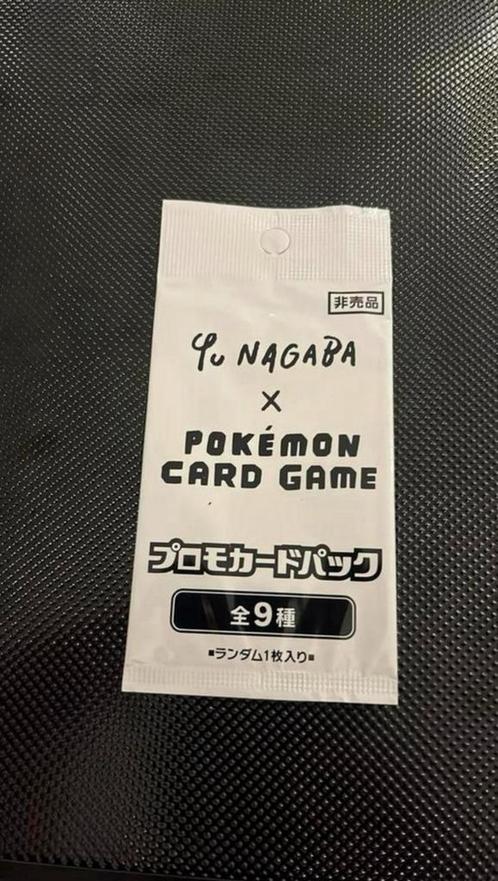 非売品
Yu NAGABA
×
POKÉMON
CARD GAME
プロモカードパック
全9種
■ランダム1枚入り■